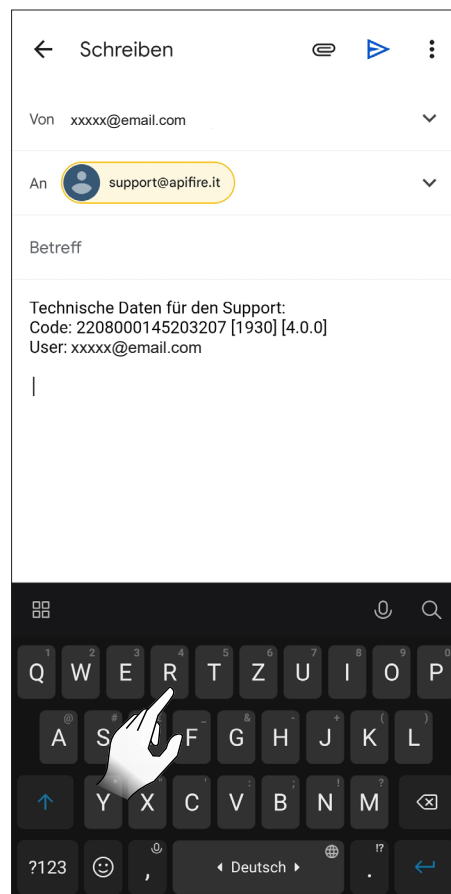 Schreiben
Von xxxxx@email.com
An support@apifire.it
Betreff
Technische Daten für den Support:
Code: 2208000145203207 [1930] [4.0.0]
User: xxxxx@email.com
1 2 3 4 5 6 7 8 9 0
Q W E R T Z U I O P
@ # _ & - + ( )
A S F G H J K L
* " ' : ; ! ?
Y X C V B N M
!?
?123 , Deutsch .